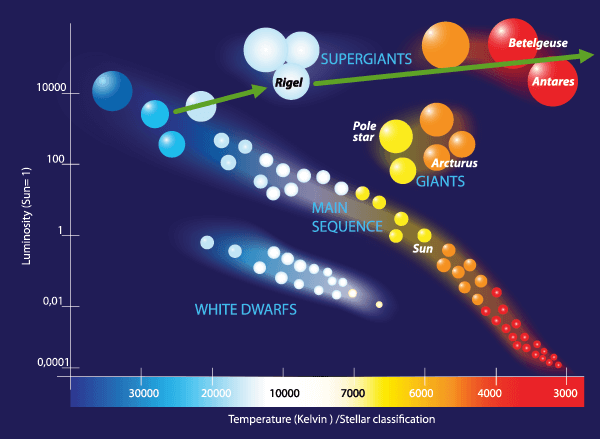 Betelgeuse
SUPERGIANTS
Rigel
Antares
10000
Pole
star
Arcturus
100
GIANTS
MAIN
SEQUENCE
1
Sun
WHITE DWARFS
0,01
0,0001
Luminosity (Sun= 1)
30000 20000 10000 7000 6000 4000 3000
Temperature (Kelvin ) /Stellar classification